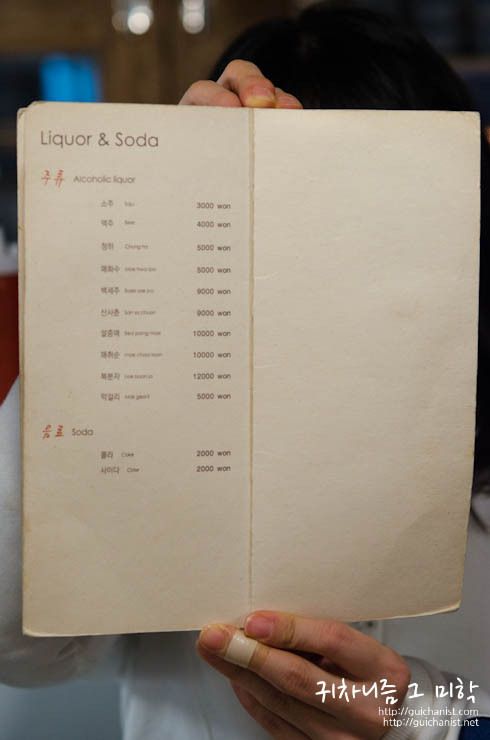 Liquor & Soda
주류 Alcoholic liquor
소주 3000 won
맥주 Beer 4000 won
청하 Chung ha 5000 won
매화수 5000 won
백세주 9000 won
산사춘 9000 won
설중매 10000 won
매취순 10000 won
복분자 12000 won
막걸리 5000 won
음료 Soda
콜라 Coke 2000 won
사이다 Cider 2000 won
귀차니즘 그 미학
http://guichanist.com/
http://guichanist.net